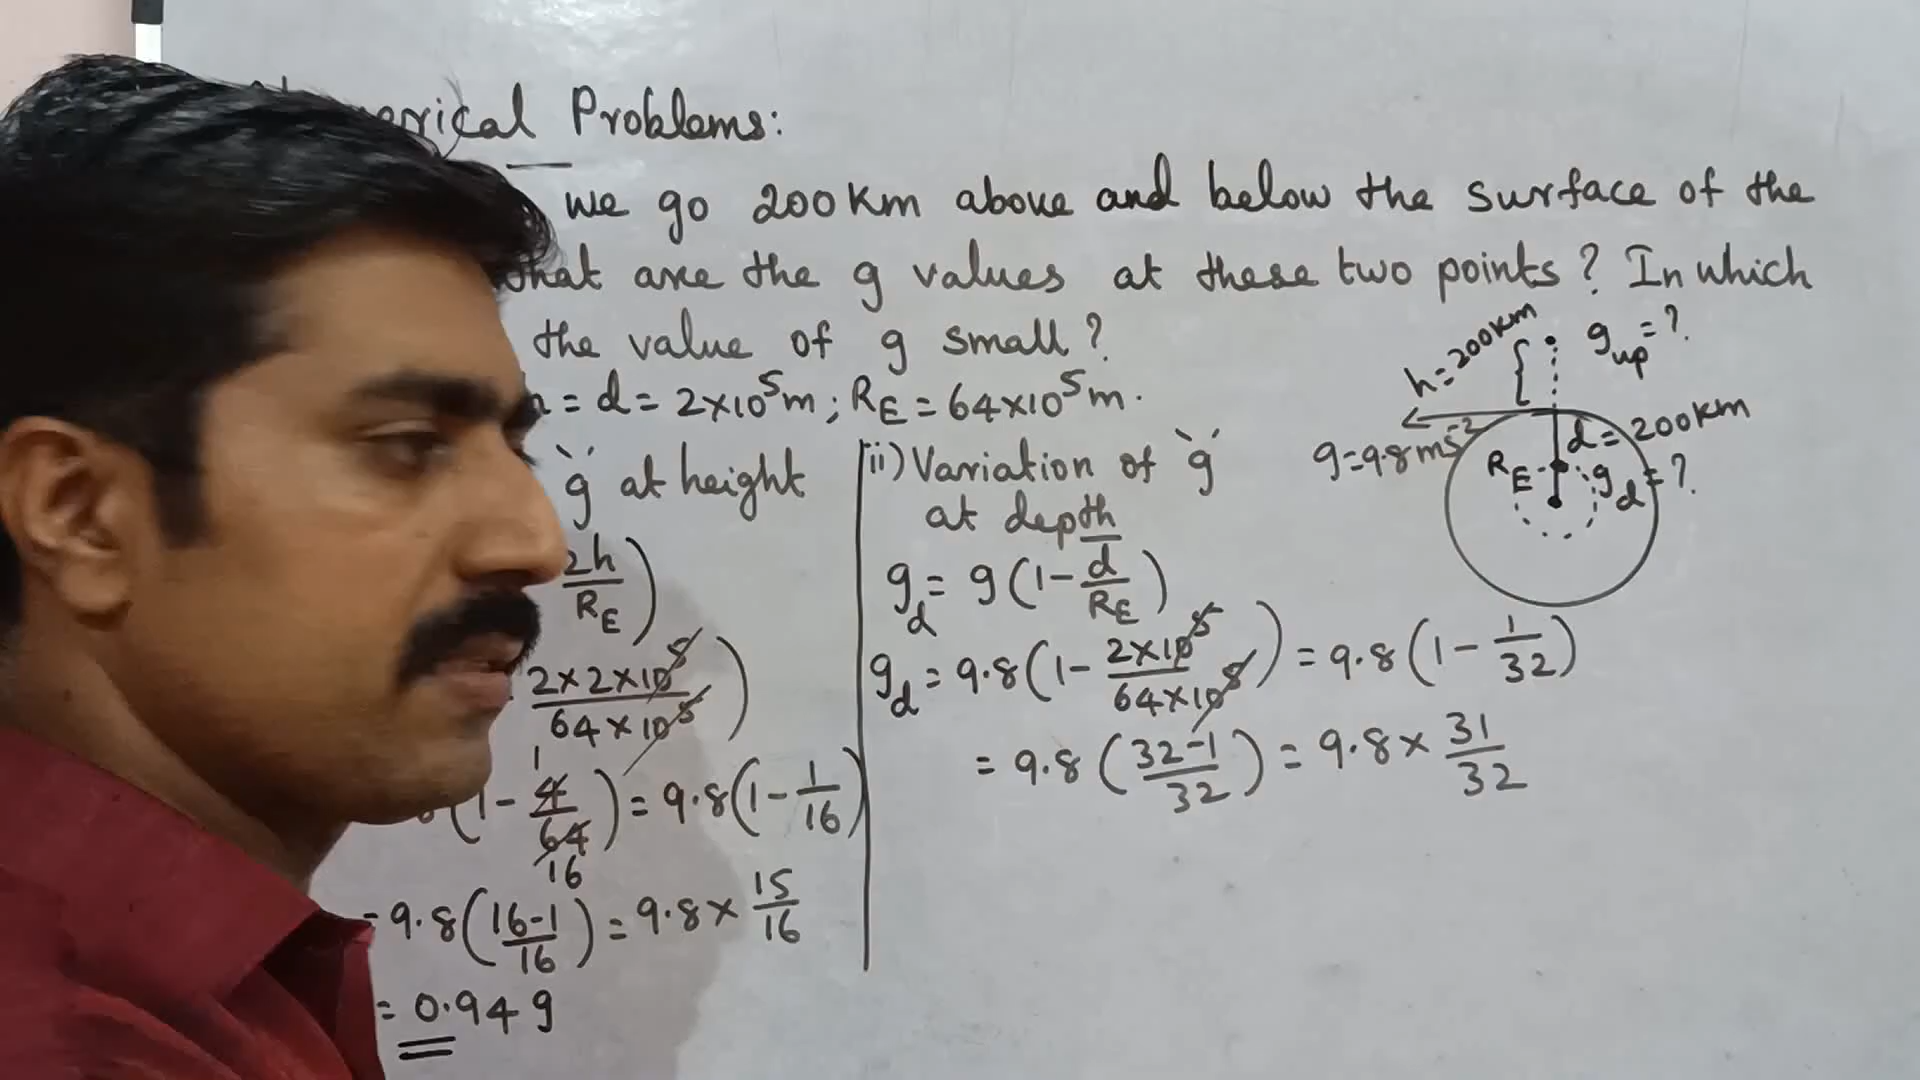 Problems:
we go 200 Km above and below the surface of the
are the g values at these two points? In which
the value of g small?
= d = 2×10⁵m; R_E = 64×10⁵m.
`g´ at height
2h/R_E)
2×2×10⁵/64×10⁵)
(1 - 4/64) = 9.8(1 - 1/16)
1
16
= 9.8(16-1/16) = 9.8 × 15/16
= 0.94 g
ii) Variation of `g´
at depth
g_d = g(1 - d/R_E)
g_d = 9.8(1 - 2×10⁵/64×10⁵) = 9.8(1 - 1/32)
= 9.8(32-1/32) = 9.8 × 31/32
h=200km
g_up = ?
g=9.8ms⁻²
d=200km
R_E
g_d = ?